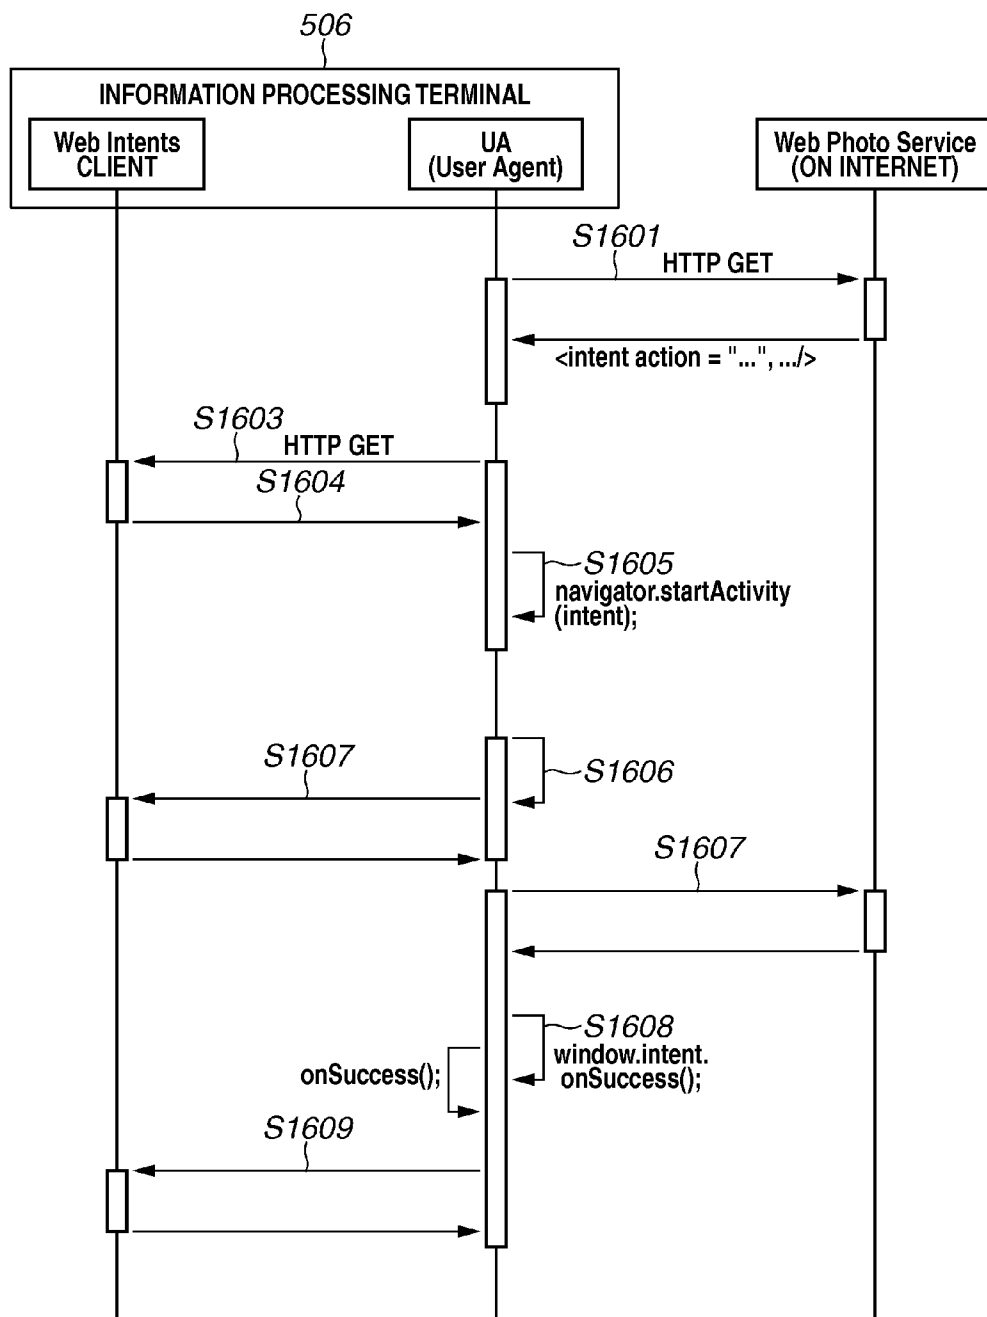 506
INFORMATION PROCESSING TERMINAL
Web Intents
CLIENT
UA
(User Agent)
Web Photo Service
(ON INTERNET)
S1601
HTTP GET
<intent action = "...", .../>
S1603
HTTP GET
S1604
S1605
navigator.startActivity
(intent);
S1606
S1607
S1607
S1608
window.intent.
onSuccess();
onSuccess();
S1609